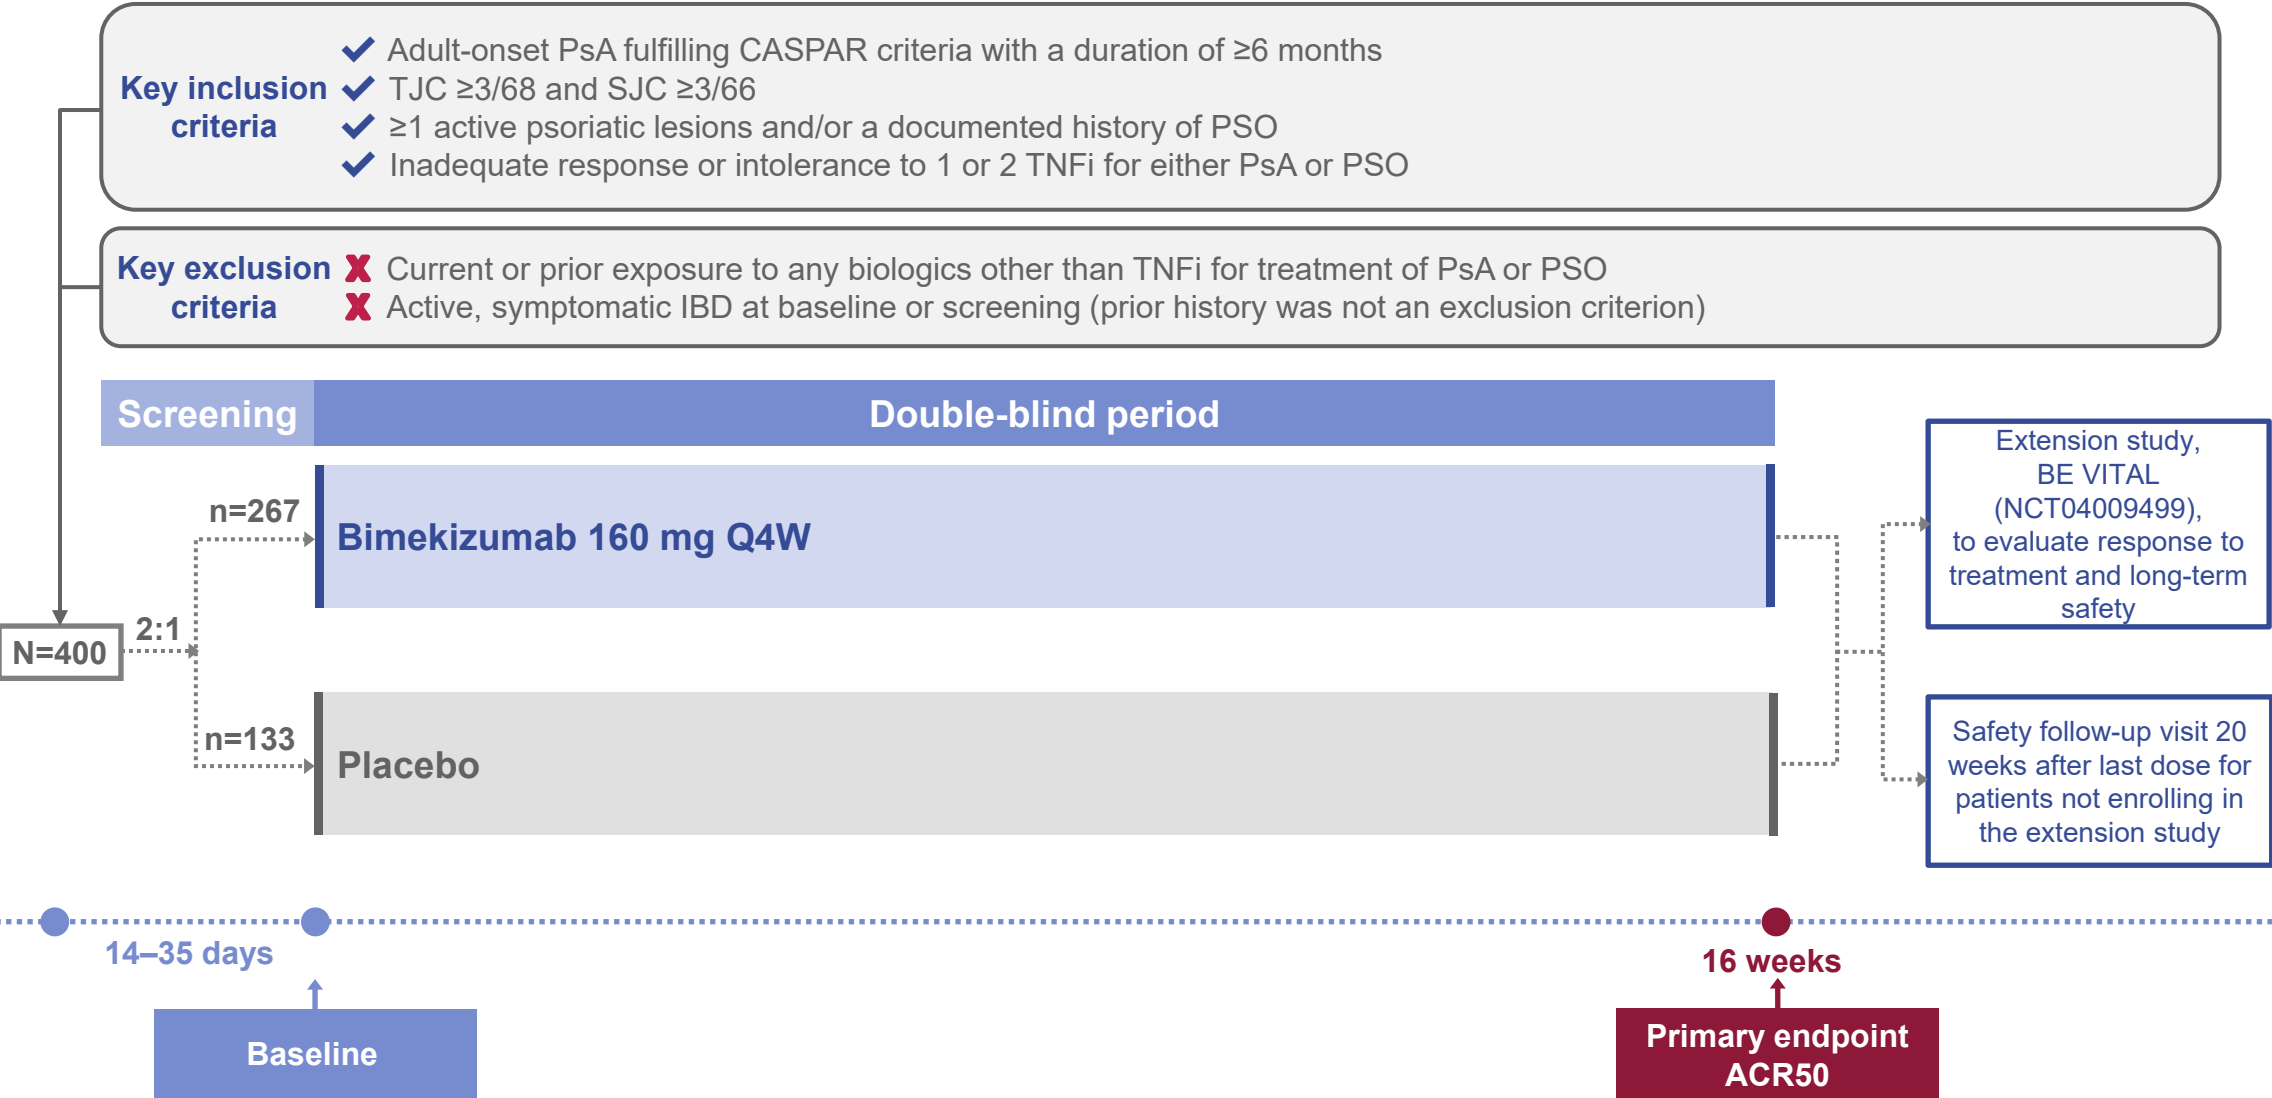 Key inclusion
criteria
Adult-onset PsA fulfilling CASPAR criteria with a duration of ≥6 months
TJC ≥3/68 and SJC ≥3/66
≥1 active psoriatic lesions and/or a documented history of PSO
Inadequate response or intolerance to 1 or 2 TNFi for either PsA or PSO
Key exclusion
criteria
Current or prior exposure to any biologics other than TNFi for treatment of PsA or PSO
Active, symptomatic IBD at baseline or screening (prior history was not an exclusion criterion)
Screening
Double-blind period
N=400
2:1
n=267
Bimekizumab 160 mg Q4W
n=133
Placebo
Extension study,
BE VITAL
(NCT04009499),
to evaluate response to
treatment and long-term
safety
Safety follow-up visit 20
weeks after last dose for
patients not enrolling in
the extension study
14–35 days
16 weeks
Baseline
Primary endpoint
ACR50